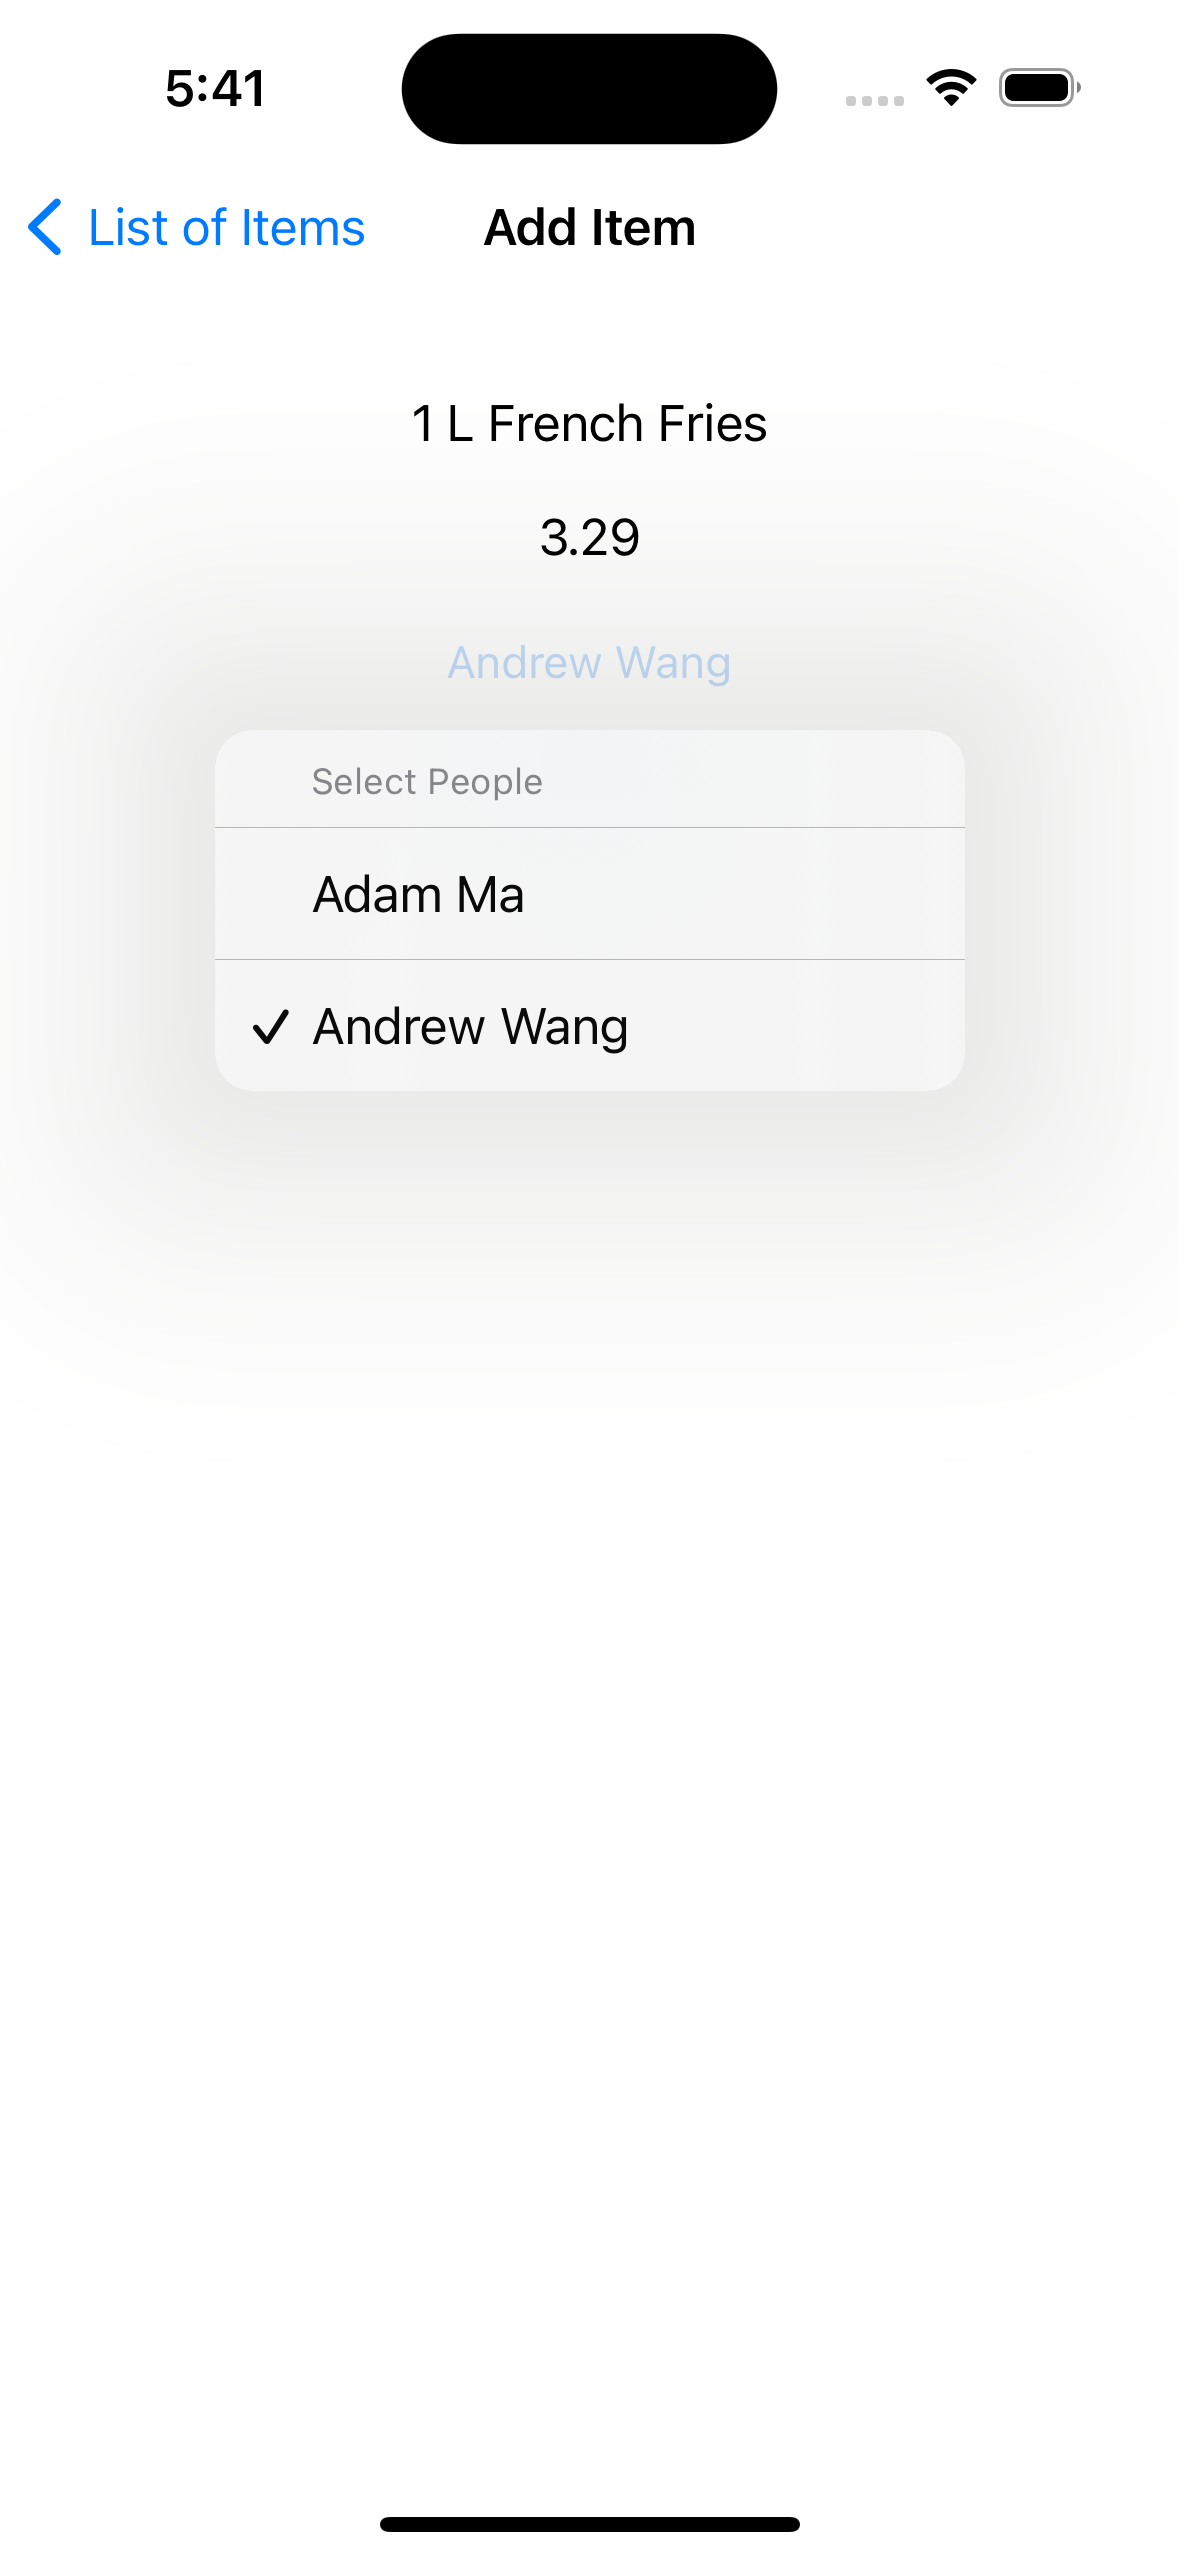 5:41
List of Items
Add Item
1 L French Fries
3.29
Andrew Wang
Select People
Adam Ma
Andrew Wang